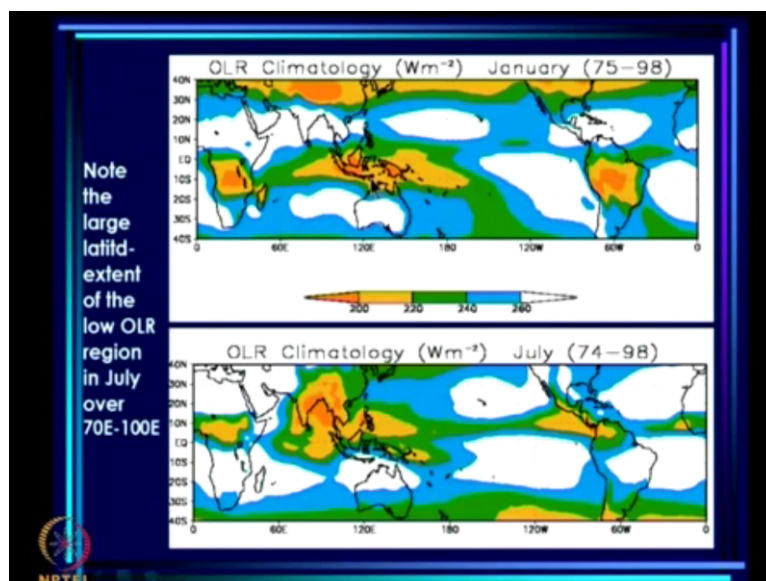 OLR Climatology (Wm⁻²) January (75–98)
40N
30N
20N
10N
EQ
10S
20S
30S
40S
0 60E 120E 180 120W 60W 0
200 220 240 260
Note
the
large
latitd-
extent
of the
low OLR
region
in July
over
70E-100E
OLR Climatology (Wm⁻²) July (74–98)
40N
30N
20N
10N
EQ
10S
20S
30S
40S
0 60E 120E 180 120W 60W 0
NPTEL